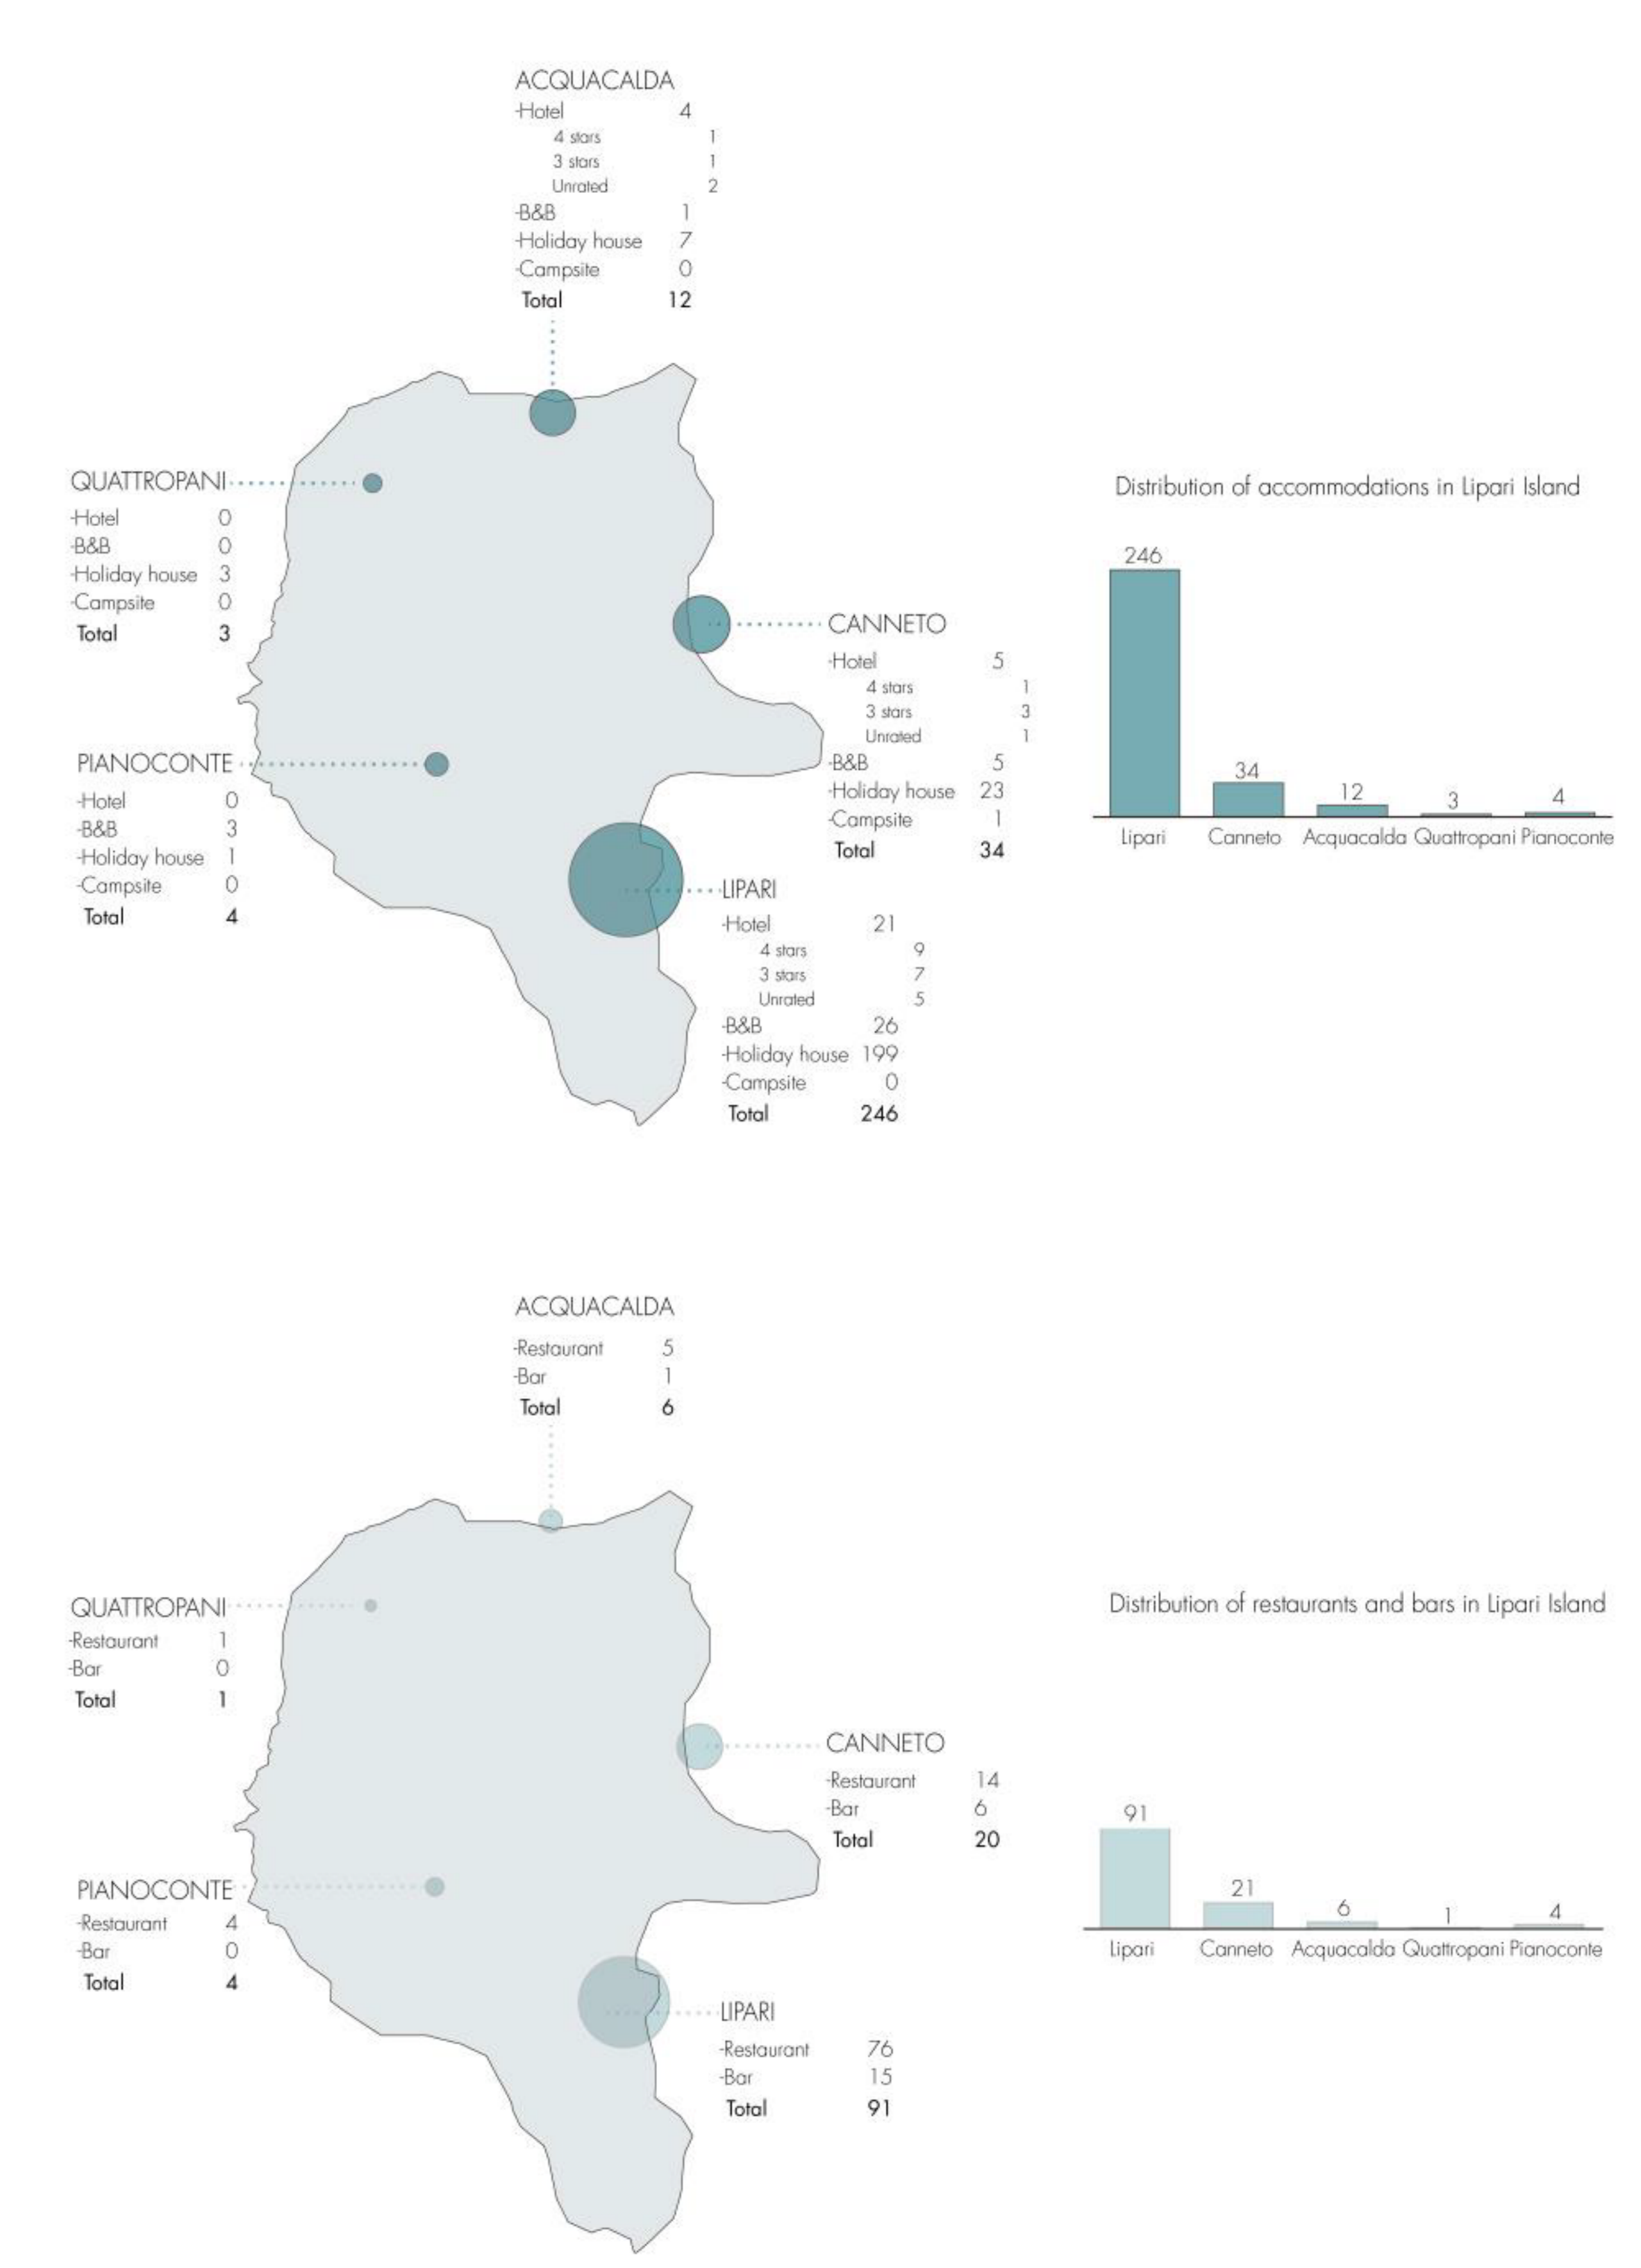 ACQUACALDA
-Hotel 4
4 stars 1
3 stars 1
Unrated 2
-B&B 1
-Holiday house 7
-Campsite 0
Total 12
QUATTROPANI
-Hotel 0
-B&B 0
-Holiday house 3
-Campsite 0
Total 3
CANNETO
-Hotel 5
4 stars 1
3 stars 3
Unrated 1
-B&B 5
-Holiday house 23
-Campsite 1
Total 34
PIANOCONTE
-Hotel 0
-B&B 3
-Holiday house 1
-Campsite 0
Total 4
LIPARI
-Hotel 21
4 stars 9
3 stars 7
Unrated 5
-B&B 26
-Holiday house 199
-Campsite 0
Total 246
Distribution of accommodations in Lipari Island
246
34
12
3
4
Lipari Canneto Acquacalda Quattropani Pianoconte
ACQUACALDA
-Restaurant 5
-Bar 1
Total 6
QUATTROPANI
-Restaurant 1
-Bar 0
Total 1
CANNETO
-Restaurant 14
-Bar 6
Total 20
PIANOCONTE
-Restaurant 4
-Bar 0
Total 4
LIPARI
-Restaurant 76
-Bar 15
Total 91
Distribution of restaurants and bars in Lipari Island
91
21
6
1
4
Lipari Canneto Acquacalda Quattropani Pianoconte